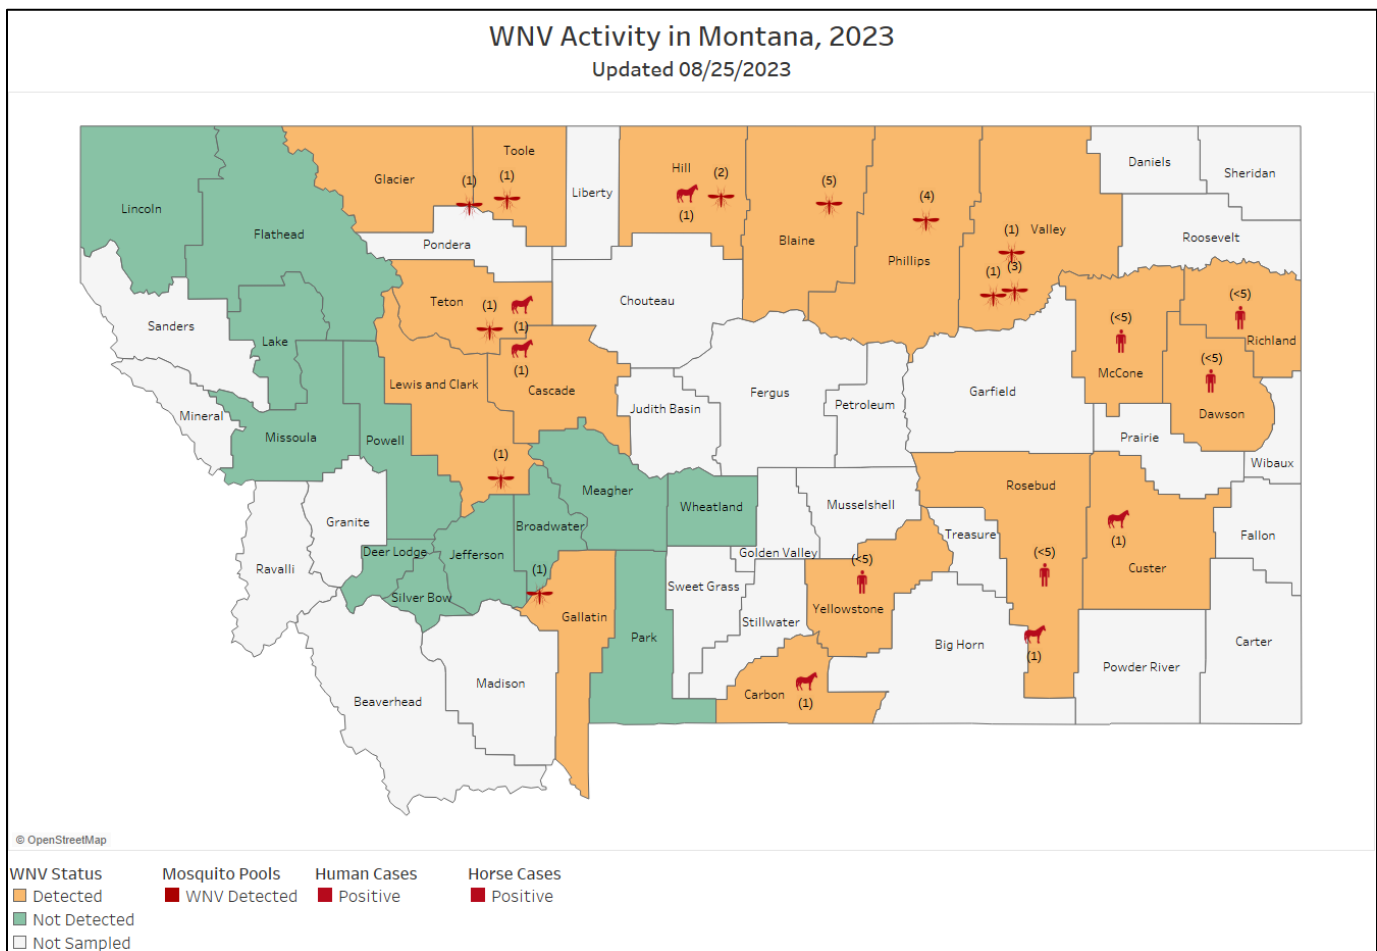 WNV Activity in Montana, 2023
Updated 08/25/2023
Toole
Hill
Daniels
Sheridan
Glacier
(1)
(1)
Liberty
(2)
(5)
(4)
Lincoln
(1)
Flathead
Pondera
Blaine
Phillips
(1)
Valley
Roosevelt
(1)
(3)
Teton
(1)
Chouteau
(<5)
Sanders
(1)
(<5)
Lake
Richland
(1)
(<5)
Lewis and Clark
Cascade
Fergus
Garfield
McCone
Mineral
Judith Basin
Petroleum
Dawson
Missoula
Powell
Prairie
(1)
Wibaux
Meagher
Rosebud
Wheatland
Musselshell
Granite
Broadwater
Treasure
Fallon
Deer Lodge
Jefferson
Golden Valley
(1)
Ravalli
(1)
(<5)
(<5)
Custer
Silver Bow
Sweet Grass
Gallatin
Yellowstone
Stillwater
Park
Big Horn
Carter
(1)
Powder River
Madison
Carbon
Beaverhead
(1)
© OpenStreetMap
WNV Status
Detected
Not Detected
Not Sampled
Mosquito Pools
WNV Detected
Human Cases
Positive
Horse Cases
Positive